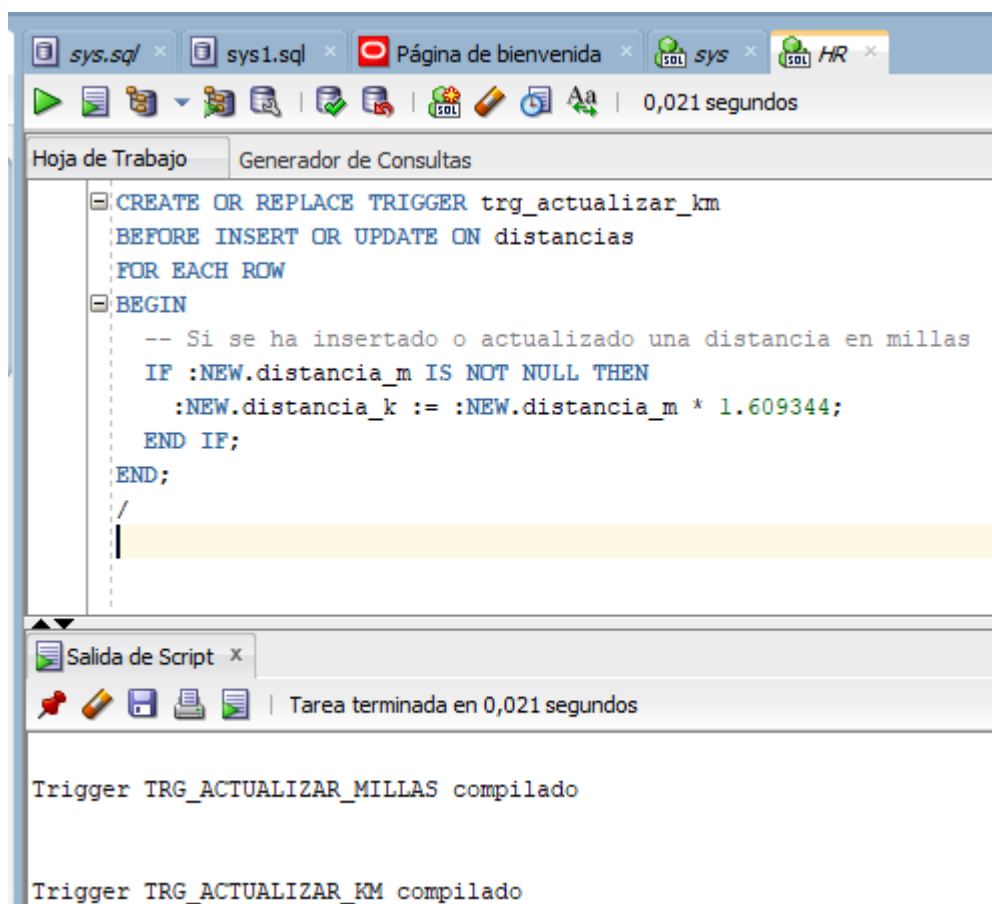 sys.sql
sys1.sql
Página de bienvenida
sys
HR
0,021 segundos
Hoja de Trabajo
Generador de Consultas
CREATE OR REPLACE TRIGGER trg_actualizar_km
BEFORE INSERT OR UPDATE ON distancias
FOR EACH ROW
BEGIN
-- Si se ha insertado o actualizado una distancia en millas
IF :NEW.distancia_m IS NOT NULL THEN
:NEW.distancia_k := :NEW.distancia_m * 1.609344;
END IF;
END;
/
Salida de Script
Tarea terminada en 0,021 segundos
Trigger TRG_ACTUALIZAR_MILLAS compilado
Trigger TRG_ACTUALIZAR_KM compilado